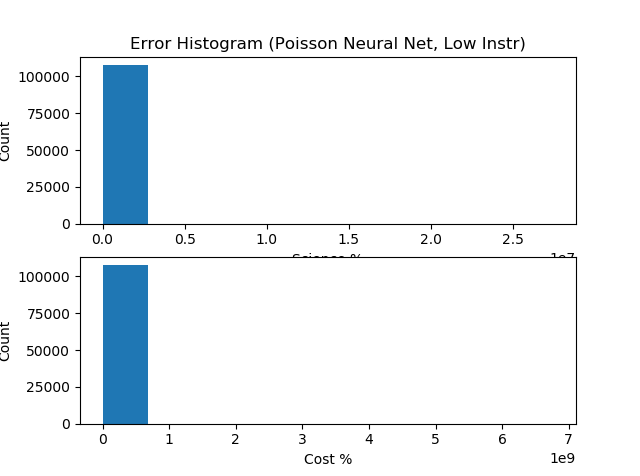 Error Histogram (Poisson Neural Net, Low Instr)
100000
75000
50000
25000
0
Count
0.0 0.5 1.0 1.5 2.0 2.5
Science %
1e7
100000
75000
50000
25000
0
Count
0 1 2 3 4 5 6 7
Cost %
1e9